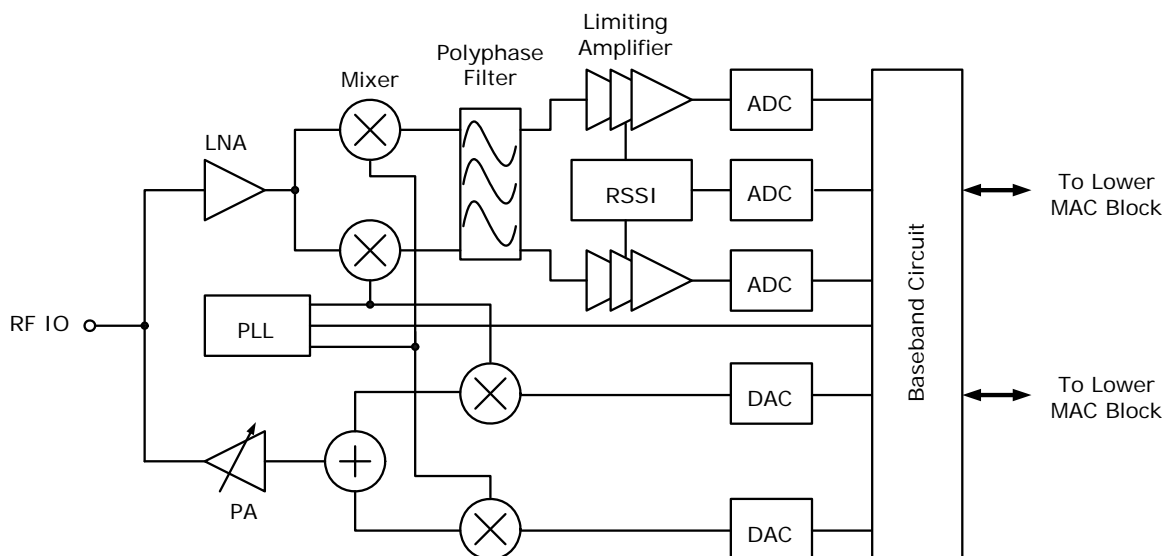 Limiting
Amplifier
Polyphase
Filter
Mixer
LNA
ADC
RSSI
ADC
ADC
To Lower
MAC Block
Baseband Circuit
RF IO
PLL
DAC
To Lower
MAC Block
PA
DAC